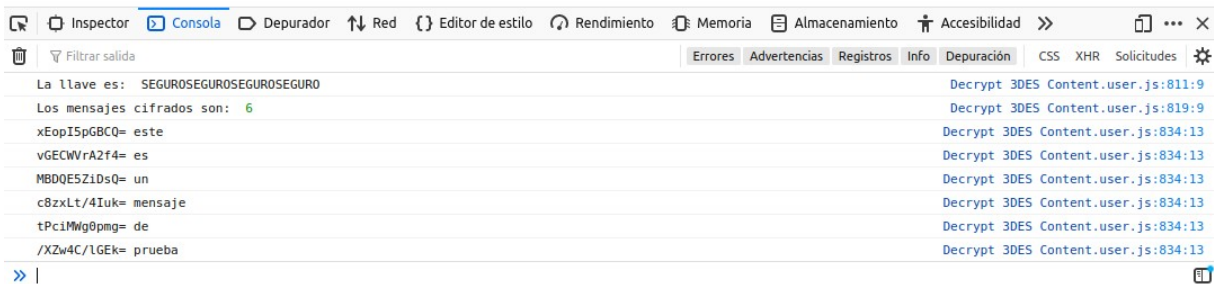 Inspector Consola Depurador Red Editor de estilo Rendimiento Memoria Almacenamiento Accesibilidad
Filtrar salida Errores Advertencias Registros Info Depuración CSS XHR Solicitudes
La llave es: SEGUROSEGUROSEGUROSEGURO Decrypt 3DES Content.user.js:811:9
Los mensajes cifrados son: 6 Decrypt 3DES Content.user.js:819:9
xEopI5pGBCQ= este Decrypt 3DES Content.user.js:834:13
vGECWVrA2f4= es Decrypt 3DES Content.user.js:834:13
MBDQE5ZiDsQ= un Decrypt 3DES Content.user.js:834:13
c8zxLt/4Iuk= mensaje Decrypt 3DES Content.user.js:834:13
tPciMWg0pmg= de Decrypt 3DES Content.user.js:834:13
/XZw4C/lGEk= prueba Decrypt 3DES Content.user.js:834:13